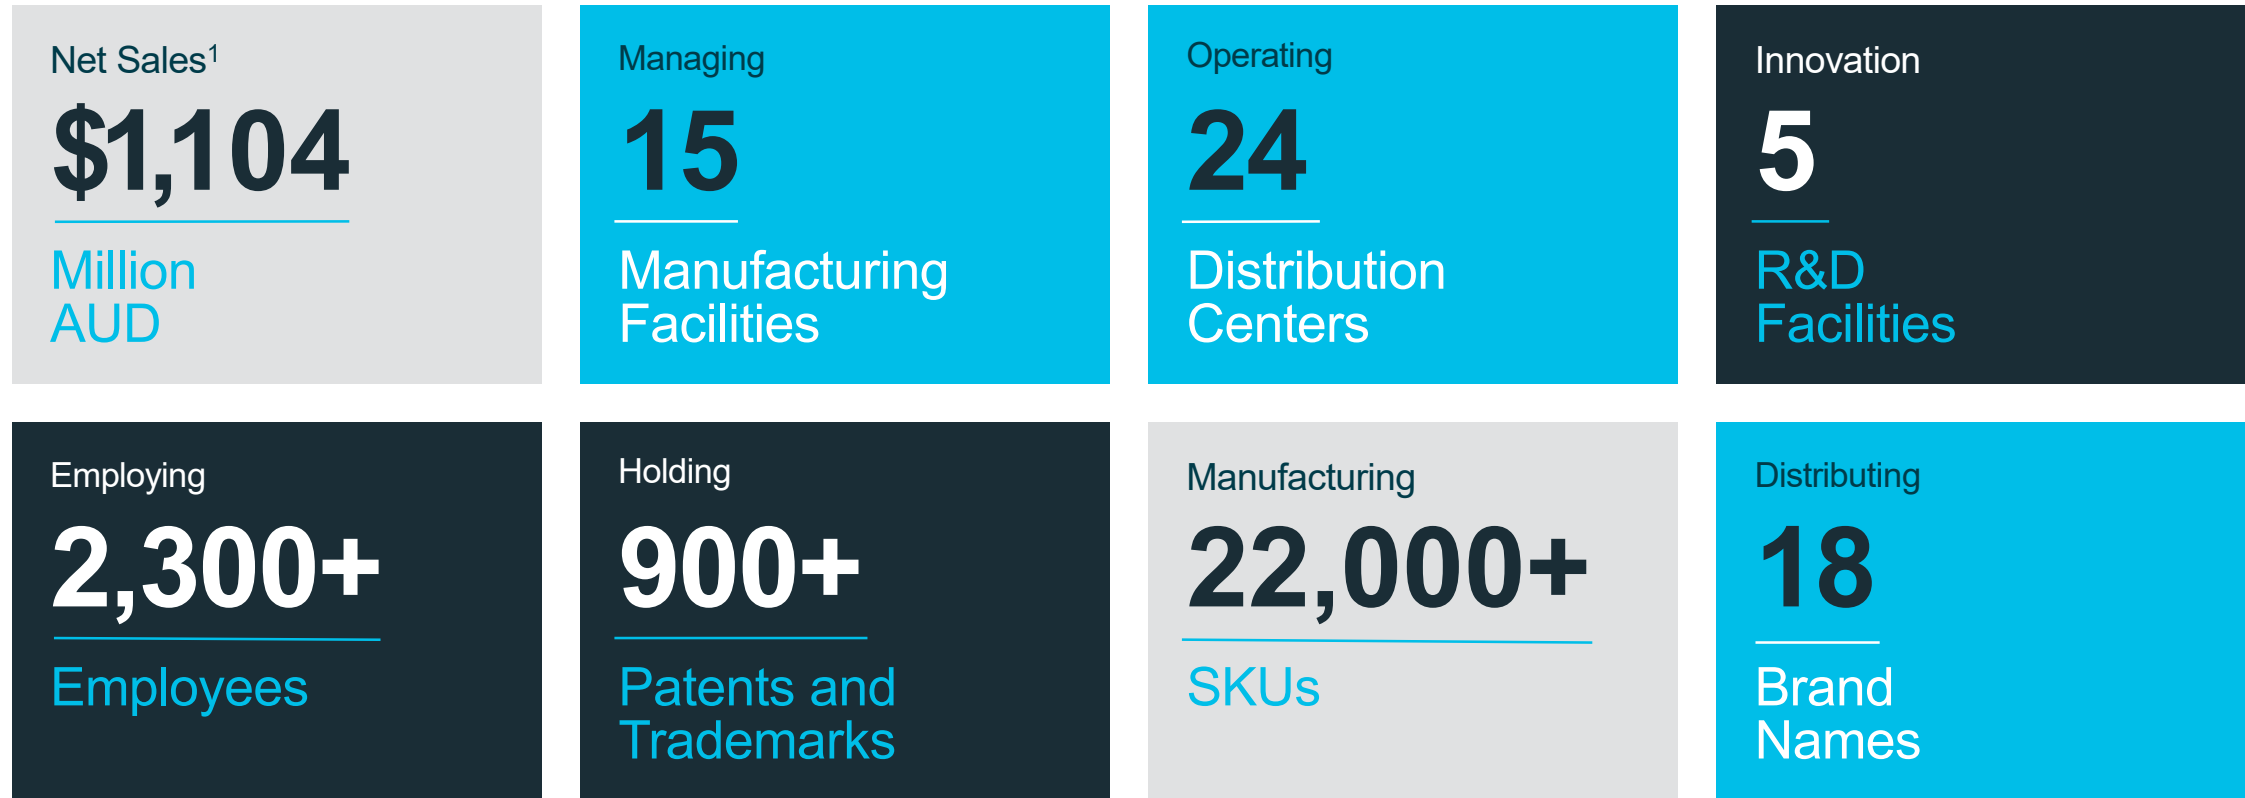 Net Sales¹
$1,104
Million
AUD
Managing
15
Manufacturing
Facilities
Operating
24
Distribution
Centers
Innovation
5
R&D
Facilities
Employing
2,300+
Employees
Holding
900+
Patents and
Trademarks
Manufacturing
22,000+
SKUs
Distributing
18
Brand
Names